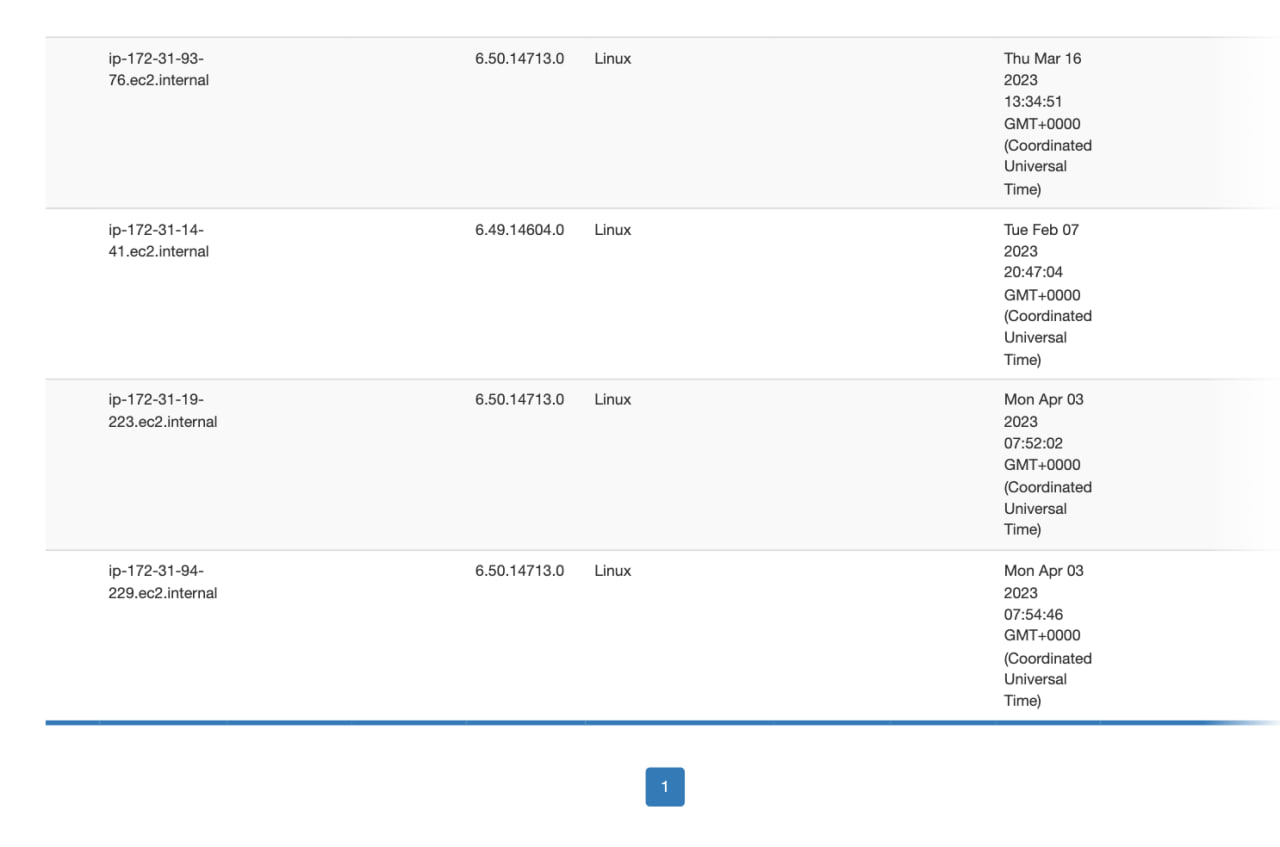 ip-172-31-93- 6.50.14713.0 Linux Thu Mar 16
76.ec2.internal 2023
13:34:51
GMT+0000
(Coordinated
Universal
Time)
ip-172-31-14- 6.49.14604.0 Linux Tue Feb 07
41.ec2.internal 2023
20:47:04
GMT+0000
(Coordinated
Universal
Time)
ip-172-31-19- 6.50.14713.0 Linux Mon Apr 03
223.ec2.internal 2023
07:52:02
GMT+0000
(Coordinated
Universal
Time)
ip-172-31-94- 6.50.14713.0 Linux Mon Apr 03
229.ec2.internal 2023
07:54:46
GMT+0000
(Coordinated
Universal
Time)
1